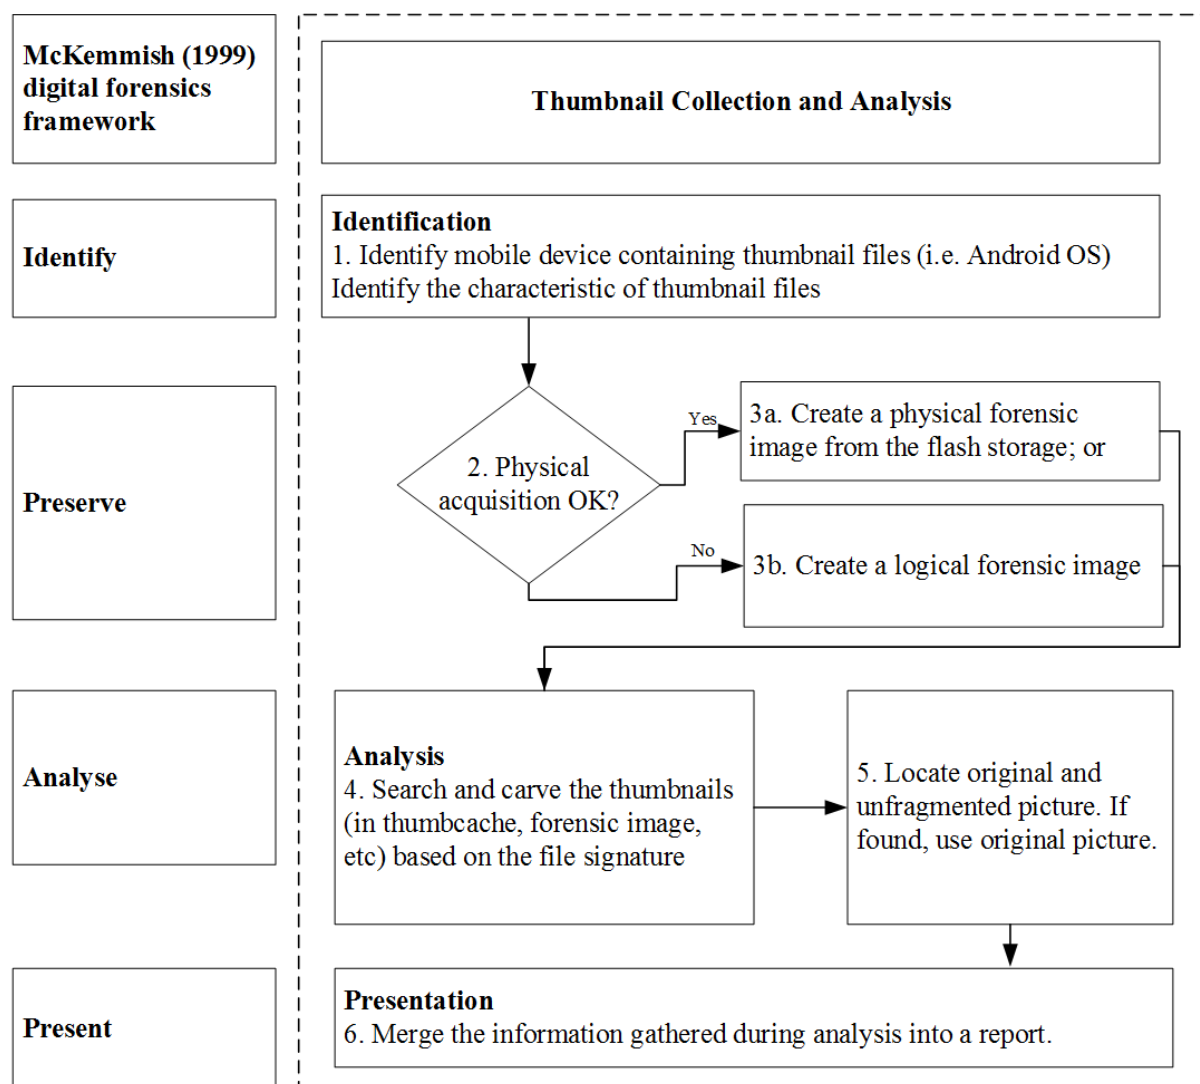 McKemmish (1999)
digital forensics
framework
Thumbnail Collection and Analysis
Identify
Identification
1. Identify mobile device containing thumbnail files (i.e. Android OS)
Identify the characteristic of thumbnail files
Preserve
2. Physical
acquisition OK?
Yes
3a. Create a physical forensic
image from the flash storage; or
No
3b. Create a logical forensic image
Analyse
Analysis
4. Search and carve the thumbnails
(in thumbcache, forensic image,
etc) based on the file signature
5. Locate original and
unfragmented picture. If
found, use original picture.
Present
Presentation
6. Merge the information gathered during analysis into a report.